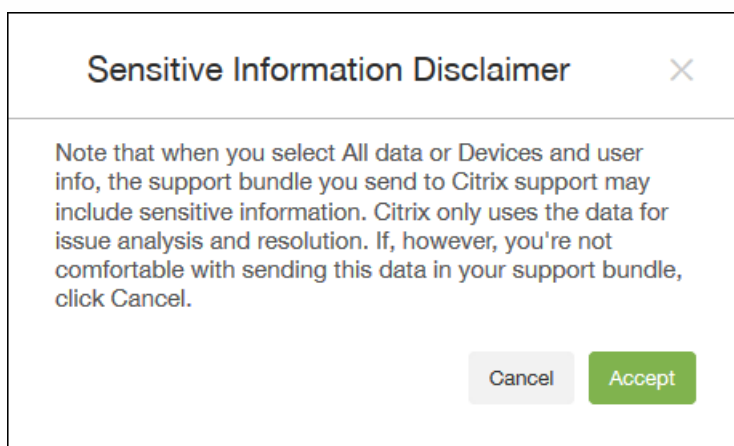 Sensitive Information Disclaimer
Note that when you select All data or Devices and user
info, the support bundle you send to Citrix support may
include sensitive information. Citrix only uses the data for
issue analysis and resolution. If, however, you're not
comfortable with sending this data in your support bundle,
click Cancel.
Cancel
Accept